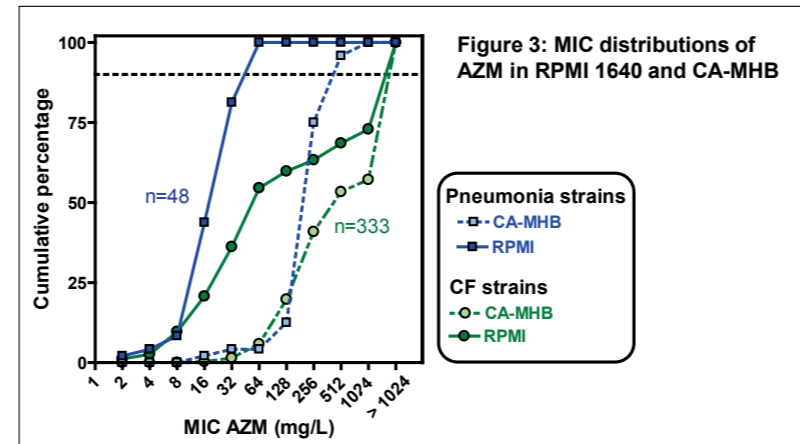 Figure 3: MIC distributions of
AZM in RPMI 1640 and CA-MHB
Cumulative percentage
100
75
50
25
0
n=48
n=333
1
2
4
8
16
32
64
128
256
512
1074
> 1024
MIC AZM (mg/L)
Pneumonia strains
CA-MHB
RPMI
CF strains
CA-MHB
RPMI